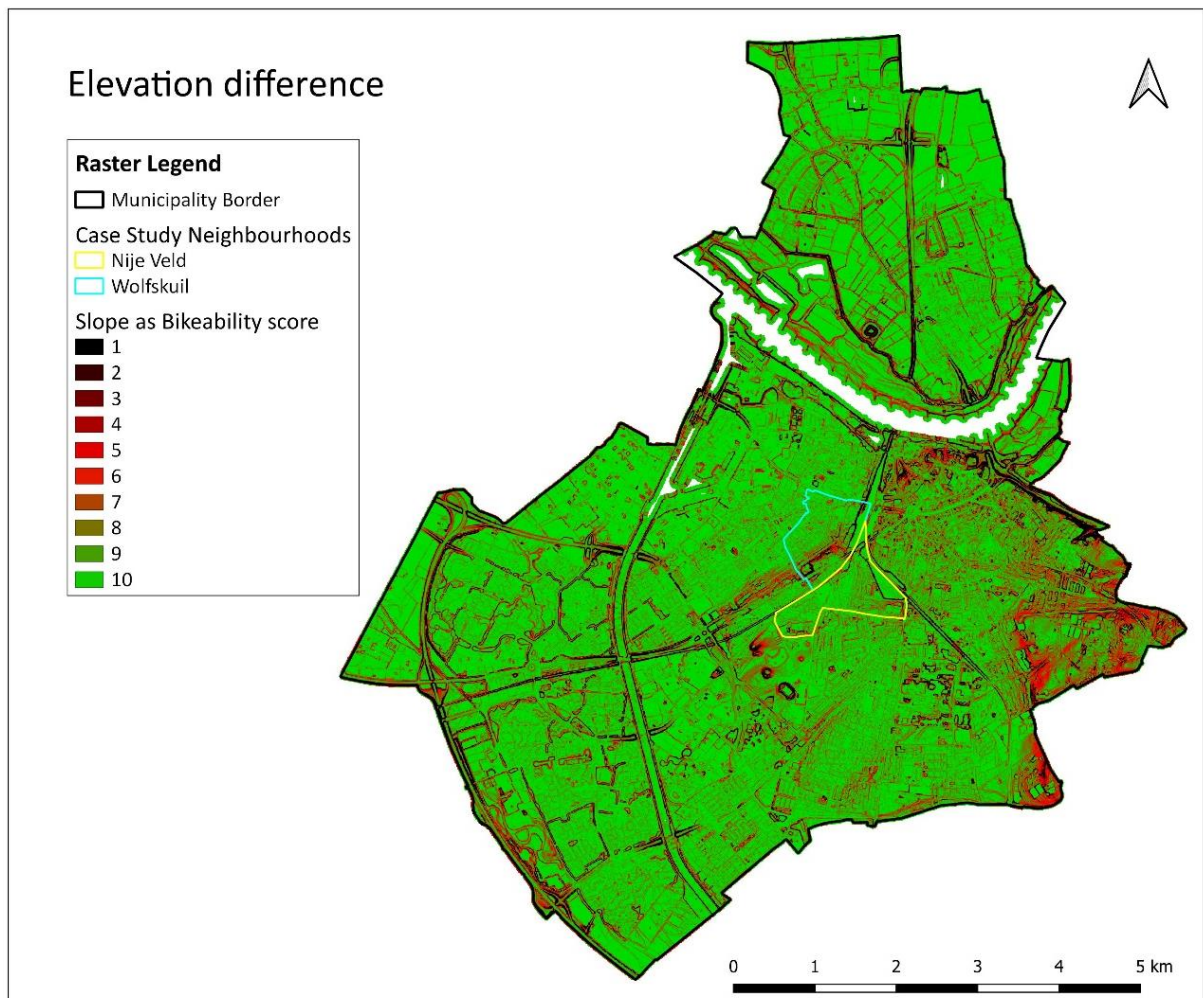 Elevation difference
Raster Legend
Municipality Border
Case Study Neighbourhoods
Nije Veld
Wolfskuil
Slope as Bikeability score
1
2
3
4
5
6
7
8
9
10
0 1 2 3 4 5 km